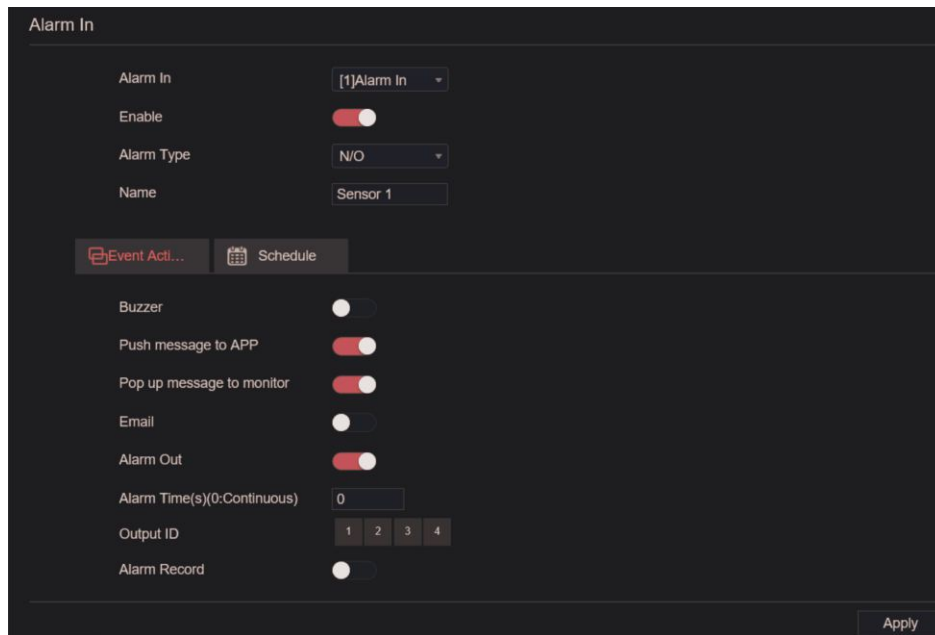 Alarm In
Alarm In [1]Alarm In
Enable
Alarm Type N/O
Name Sensor 1
Event Acti... Schedule
Buzzer
Push message to APP
Pop up message to monitor
Email
Alarm Out
Alarm Time(s)(0:Continuous) 0
Output ID 1 2 3 4
Alarm Record
Apply